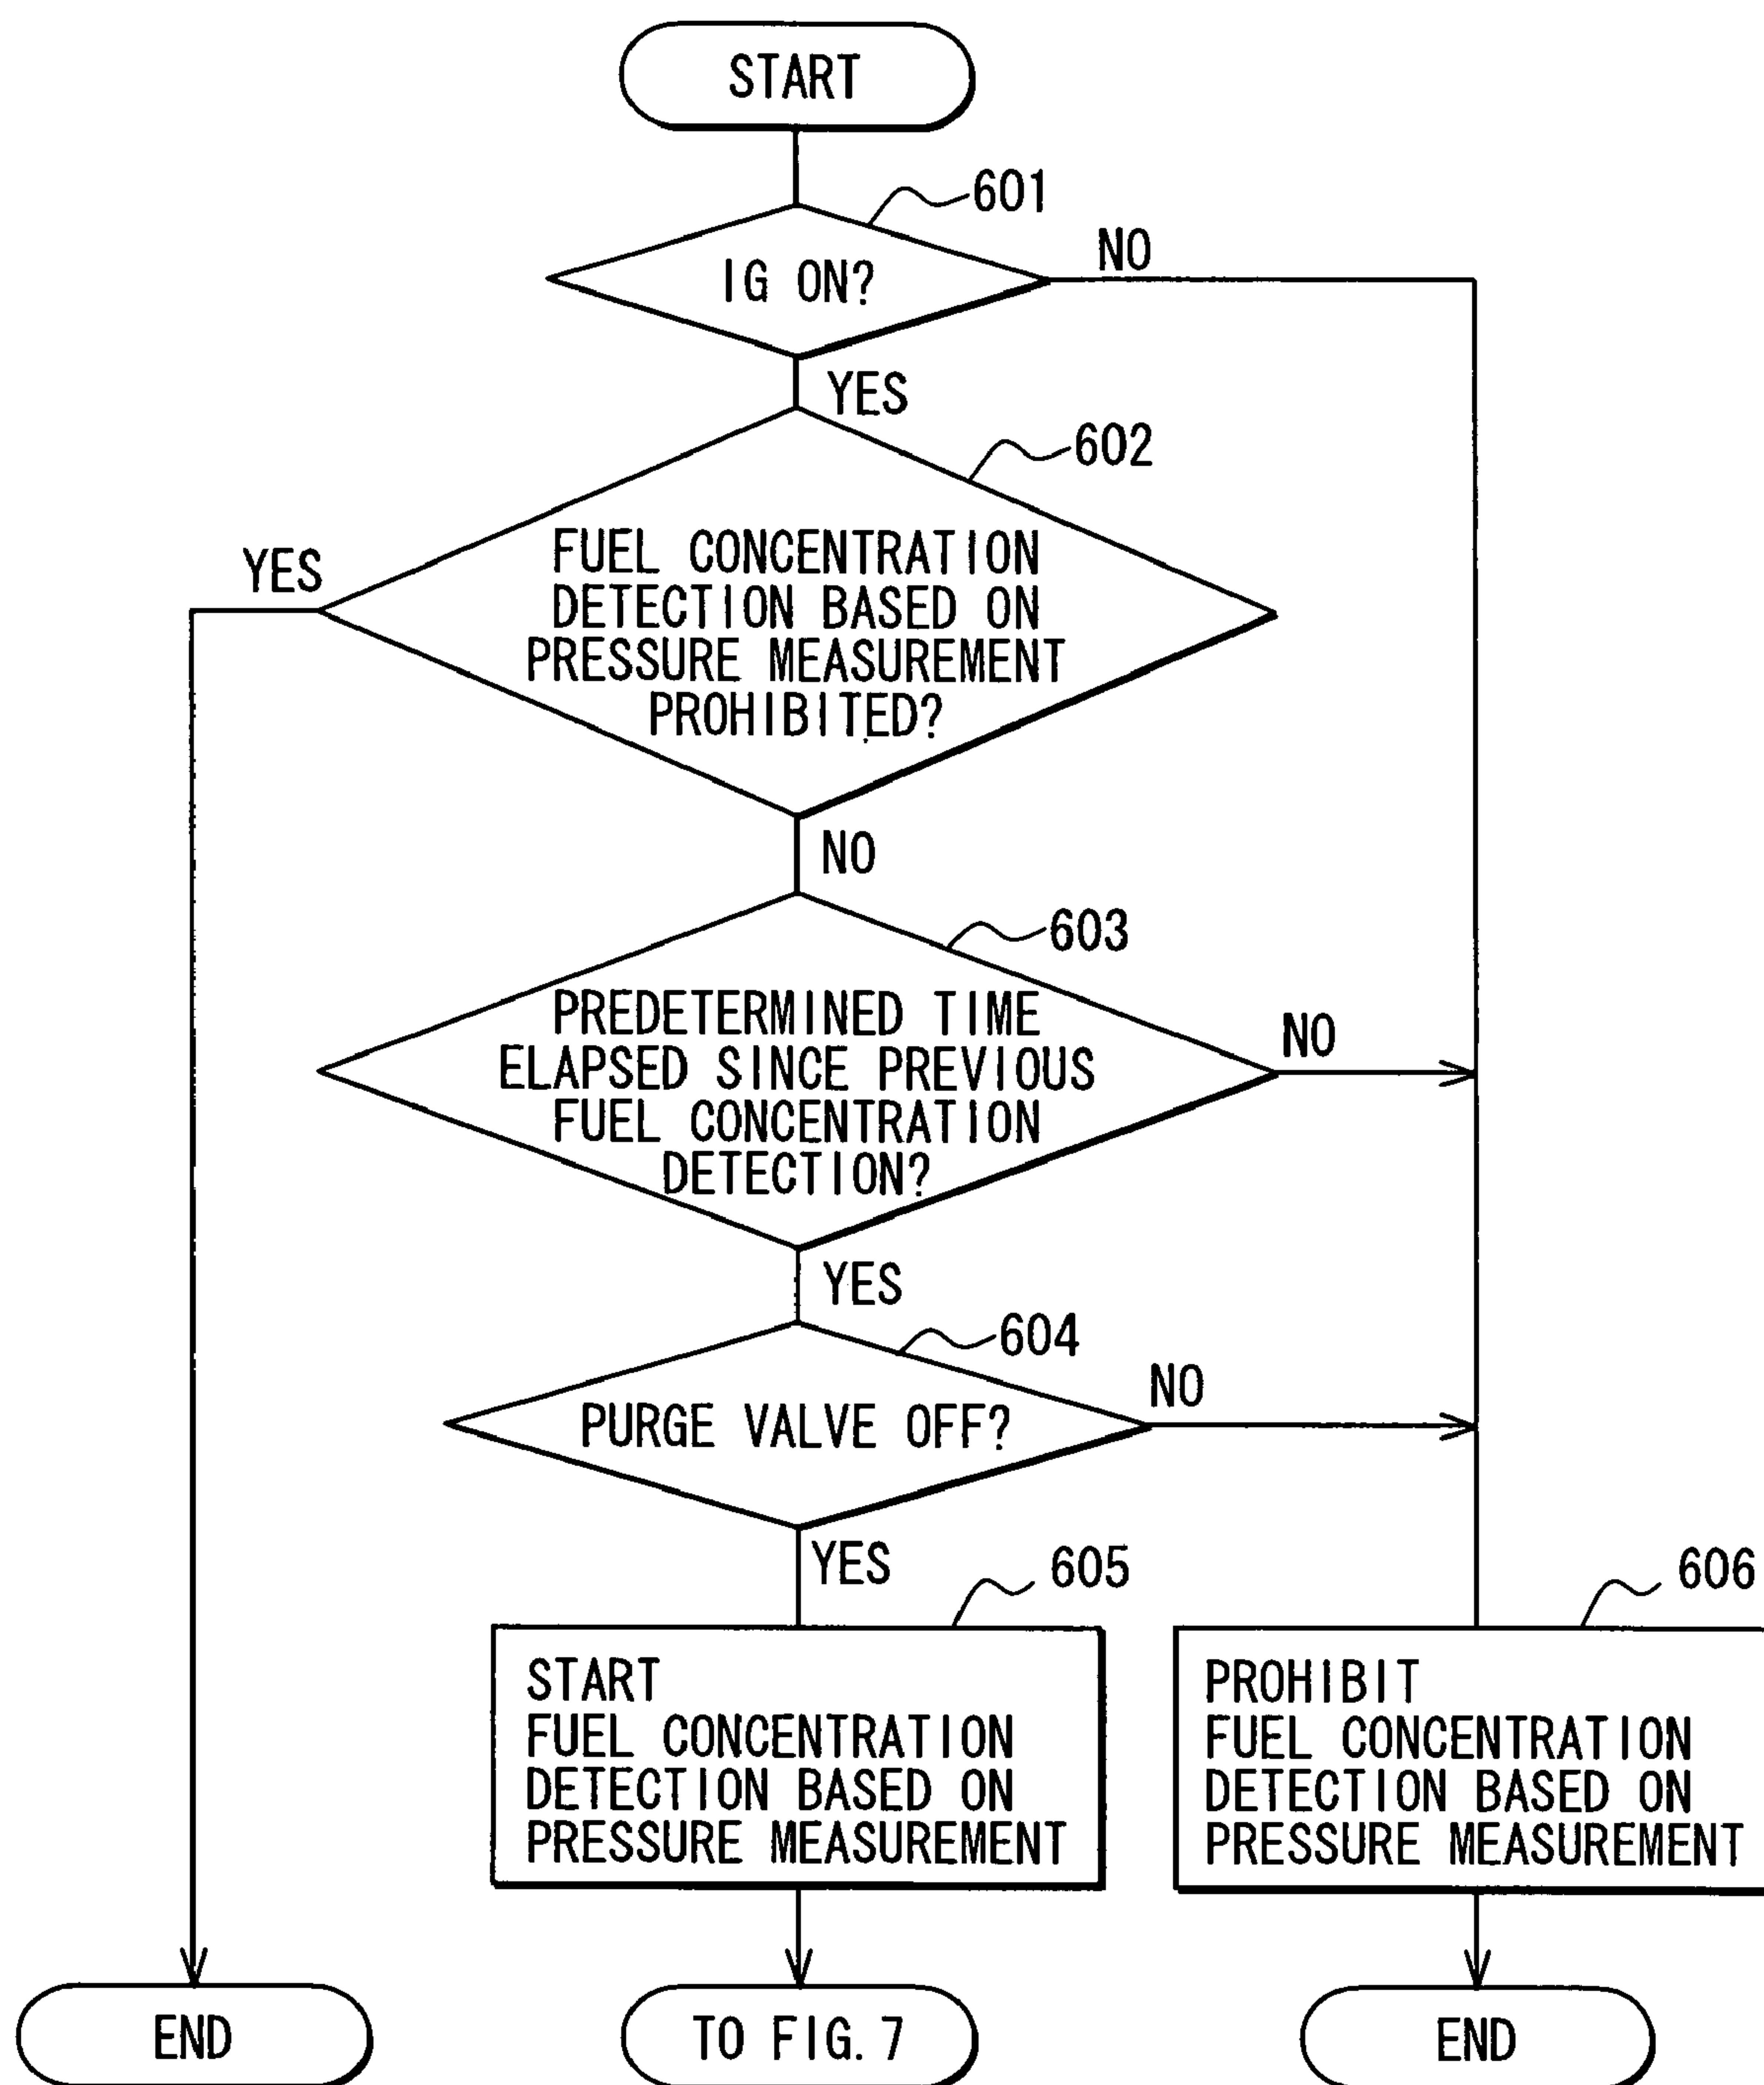 START
601
IG ON?
NO
YES
602
FUEL CONCENTRATION
DETECTION BASED ON
PRESSURE MEASUREMENT
PROHIBITED?
YES
NO
603
PREDETERMINED TIME
ELAPSED SINCE PREVIOUS
FUEL CONCENTRATION
DETECTION?
NO
YES
604
PURGE VALVE OFF?
NO
YES
605
START
FUEL CONCENTRATION
DETECTION BASED ON
PRESSURE MEASUREMENT
606
PROHIBIT
FUEL CONCENTRATION
DETECTION BASED ON
PRESSURE MEASUREMENT
END
TO FIG. 7
END